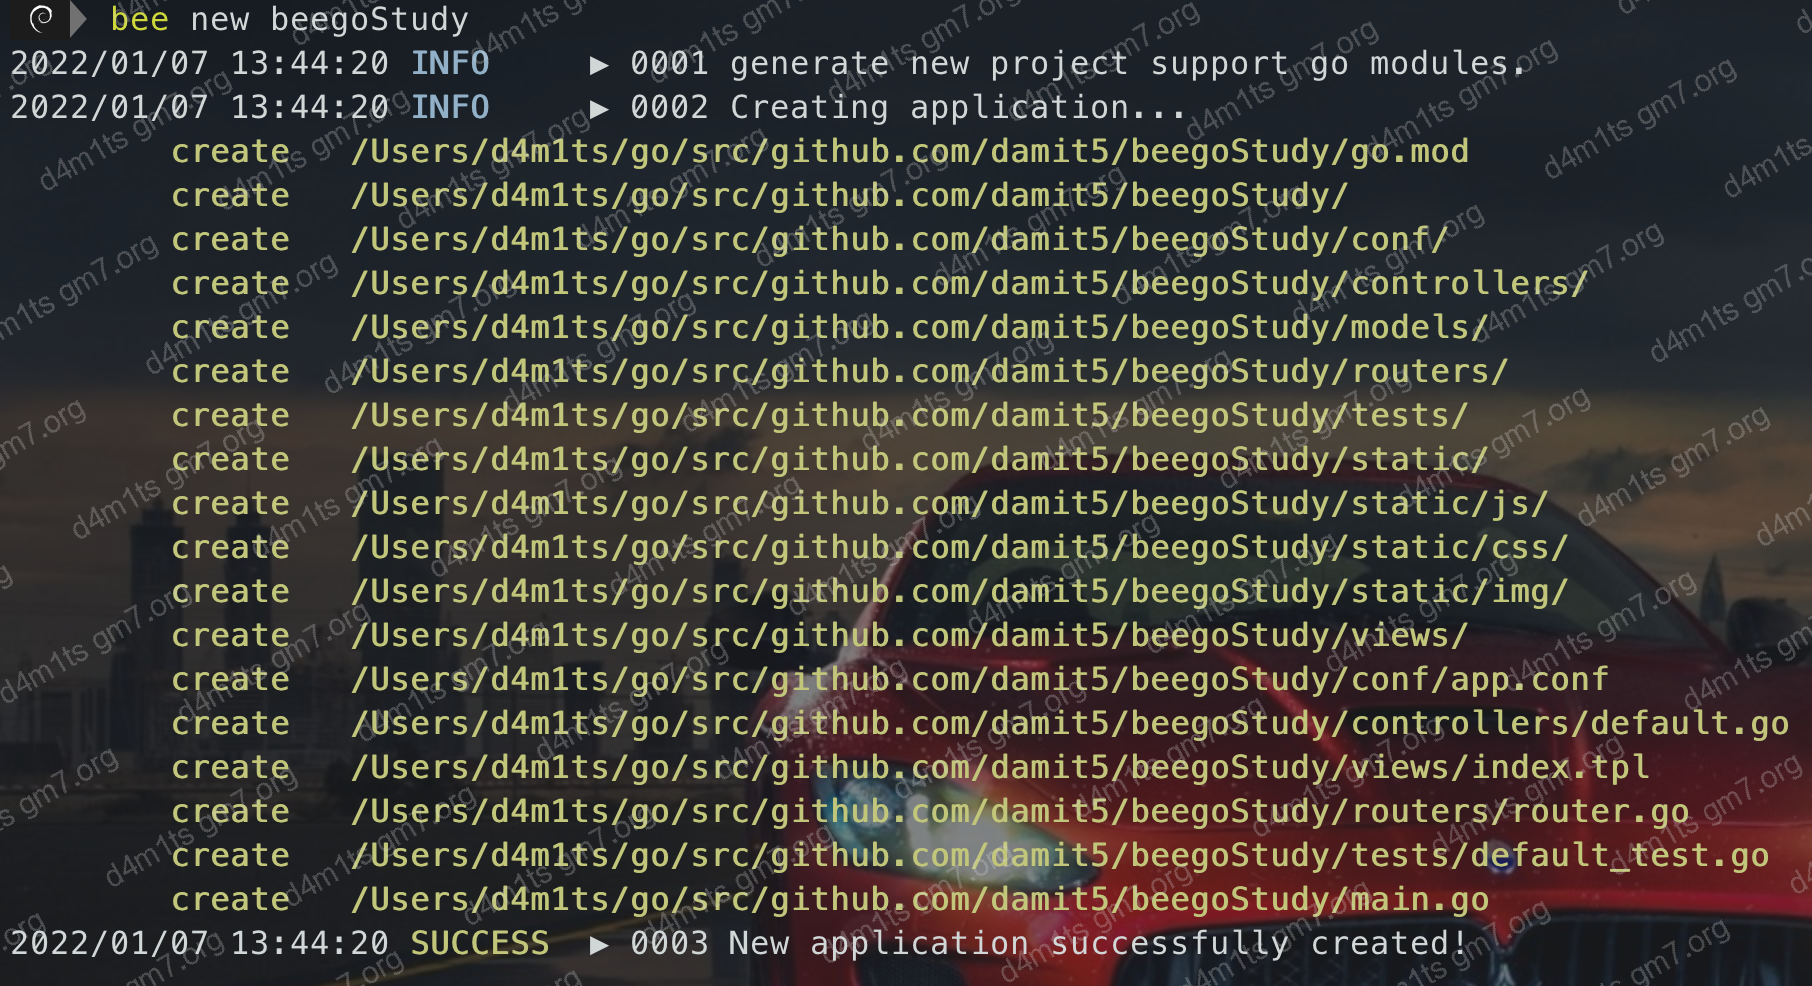 bee new beegoStudy
2022/01/07 13:44:20 INFO     ▶ 0001 generate new project support go modules.
2022/01/07 13:44:20 INFO     ▶ 0002 Creating application...
create   /Users/d4m1ts/go/src/github.com/damit5/beegoStudy/go.mod
create   /Users/d4m1ts/go/src/github.com/damit5/beegoStudy/
create   /Users/d4m1ts/go/src/github.com/damit5/beegoStudy/conf/
create   /Users/d4m1ts/go/src/github.com/damit5/beegoStudy/controllers/
create   /Users/d4m1ts/go/src/github.com/damit5/beegoStudy/models/
create   /Users/d4m1ts/go/src/github.com/damit5/beegoStudy/routers/
create   /Users/d4m1ts/go/src/github.com/damit5/beegoStudy/tests/
create   /Users/d4m1ts/go/src/github.com/damit5/beegoStudy/static/
create   /Users/d4m1ts/go/src/github.com/damit5/beegoStudy/static/js/
create   /Users/d4m1ts/go/src/github.com/damit5/beegoStudy/static/css/
create   /Users/d4m1ts/go/src/github.com/damit5/beegoStudy/static/img/
create   /Users/d4m1ts/go/src/github.com/damit5/beegoStudy/views/
create   /Users/d4m1ts/go/src/github.com/damit5/beegoStudy/conf/app.conf
create   /Users/d4m1ts/go/src/github.com/damit5/beegoStudy/controllers/default.go
create   /Users/d4m1ts/go/src/github.com/damit5/beegoStudy/views/index.tpl
create   /Users/d4m1ts/go/src/github.com/damit5/beegoStudy/routers/router.go
create   /Users/d4m1ts/go/src/github.com/damit5/beegoStudy/tests/default_test.go
create   /Users/d4m1ts/go/src/github.com/damit5/beegoStudy/main.go
2022/01/07 13:44:20 SUCCESS  ▶ 0003 New application successfully created!
d4m1ts gm7.org